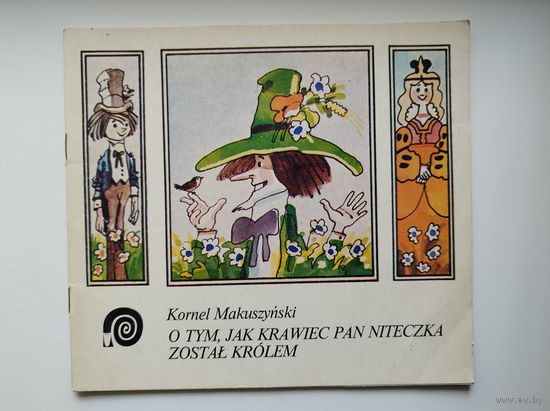 Kornel Makuszyński
O TYM, JAK KRAWIEC PAN NITECZKA
ZOSTAŁ KRÓLEM
www.ay.by